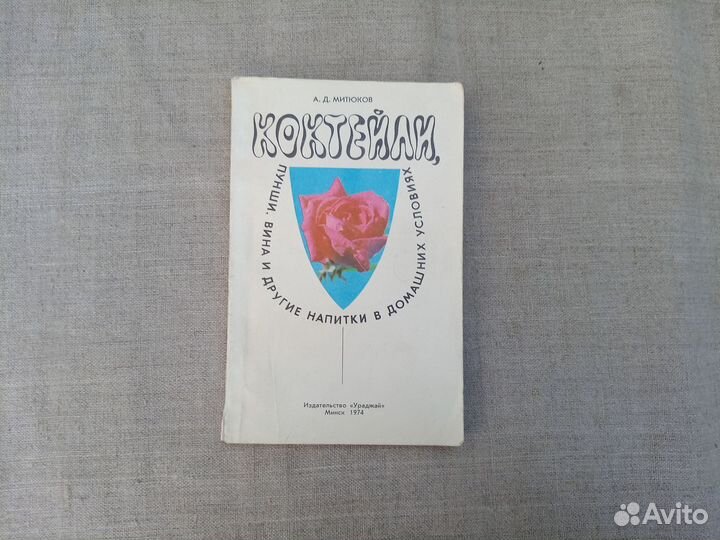 А. Д. МИТЮКОВ
КОКТЕЙЛИ,
ПУНШИ. ВИНА И ДРУГИЕ НАПИТКИ В ДОМАШНИХ УСЛОВИЯХ
Издательство «Ураджай»
Минск 1974
Avito